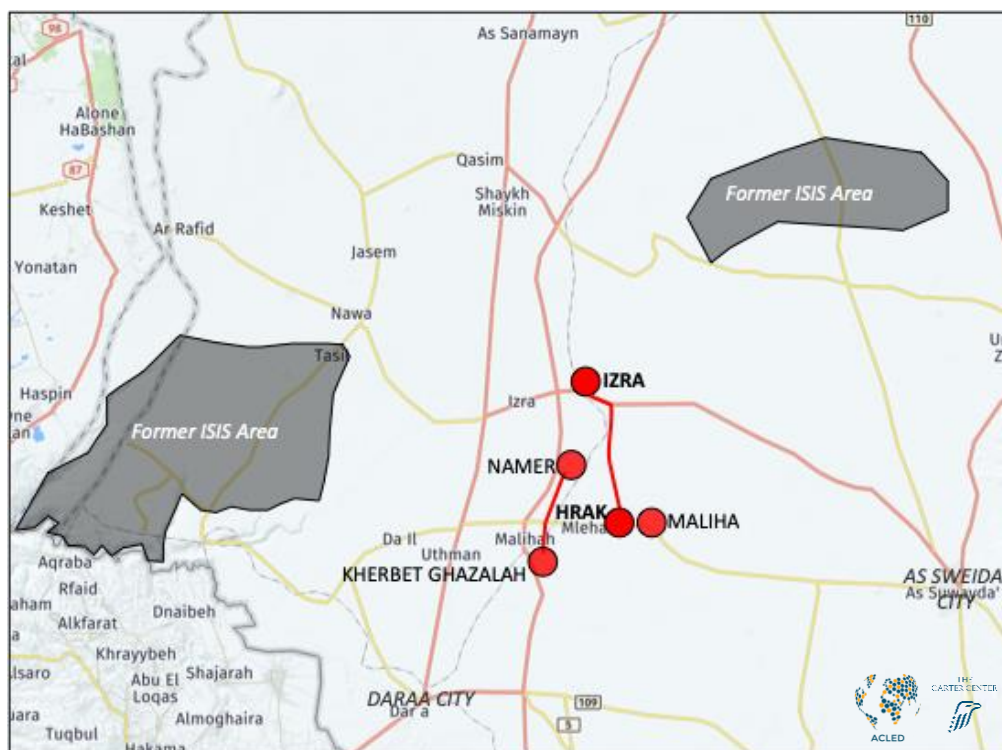 98
As Sanamayn
110
Alone
HaBashan
87
Qasim
Keshet
Shaykh
Miskin
Former ISIS Area
Ar Rafid
Jasem
Yonatan
Nawa
Tasil
Haspin
IZRA
Izra
Former ISIS Area
NAMER
HRAK
Mleha
MALIHA
Da Il
Malihah
Uthman
KHERBET GHAZALAH
Aqraba
Rfaid
AS SWEIDA
As Suwayda'
CITY
Dnaibeh
Alkfarat
Khrayybeh
Shajarah
Abu El
Loqas
DARAA CITY
Dar a
109
Almoghaira
5
Tuqbul
Hakama
ACLED
THE
CARTER CENTER